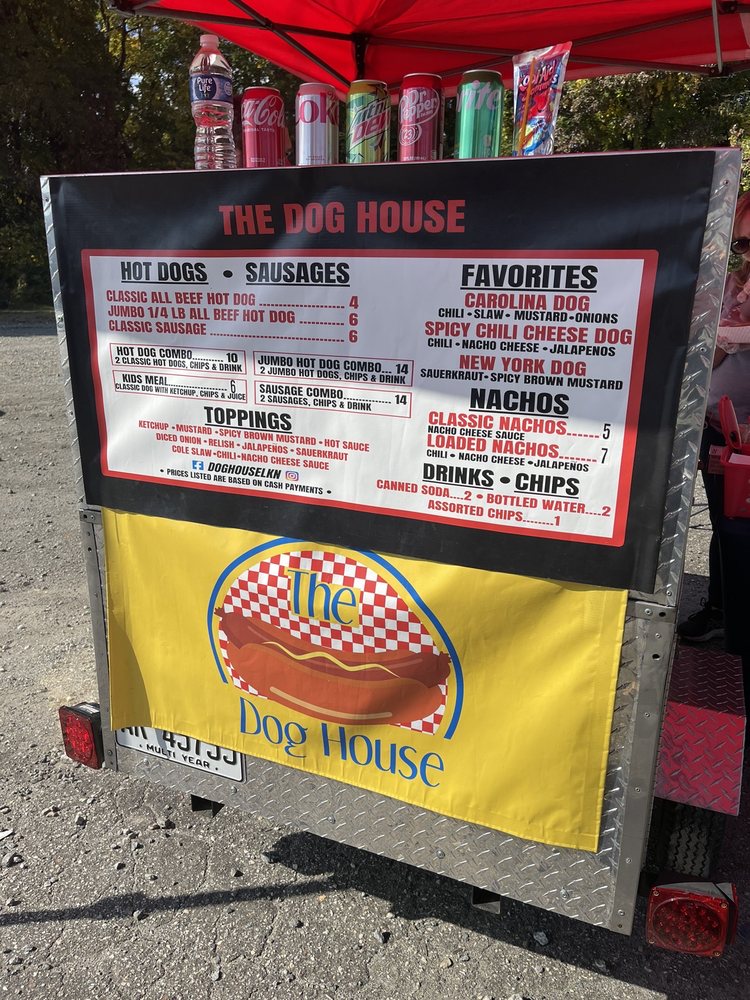 Pure Life
Coca-Cola
ORIGINAL TASTE
Coke
Mtn Dew
Dr Pepper
23
THE DOG HOUSE
HOT DOGS • SAUSAGES
CLASSIC ALL BEEF HOT DOG ........................ 4
JUMBO 1/4 LB ALL BEEF HOT DOG ........... 6
CLASSIC SAUSAGE ................................. 6
HOT DOG COMBO.......... 10
2 CLASSIC HOT DOGS, CHIPS & DRINK
JUMBO HOT DOG COMBO... 14
2 JUMBO HOT DOGS, CHIPS & DRINK
KIDS MEAL.................. 6
CLASSIC DOG WITH KETCHUP, CHIPS & JUICE
SAUSAGE COMBO.............. 14
2 SAUSAGES, CHIPS & DRINK
TOPPINGS
KETCHUP • MUSTARD • SPICY BROWN MUSTARD • HOT SAUCE
DICED ONION • RELISH • JALAPEÑOS • SAUERKRAUT
COLE SLAW • CHILI • NACHO CHEESE SAUCE
DOGHOUSELKN
• PRICES LISTED ARE BASED ON CASH PAYMENTS •
FAVORITES
CAROLINA DOG
CHILI • SLAW • MUSTARD • ONIONS
SPICY CHILI CHEESE DOG
CHILI • NACHO CHEESE • JALAPENOS
NEW YORK DOG
SAUERKRAUT • SPICY BROWN MUSTARD
NACHOS
CLASSIC NACHOS....... 5
NACHO CHEESE SAUCE
LOADED NACHOS....... 7
CHILI • NACHO CHEESE • JALAPEÑOS
DRINKS • CHIPS
CANNED SODA....2 • BOTTLED WATER....2
ASSORTED CHIPS........1
The
Dog House
• MULTI YEAR •